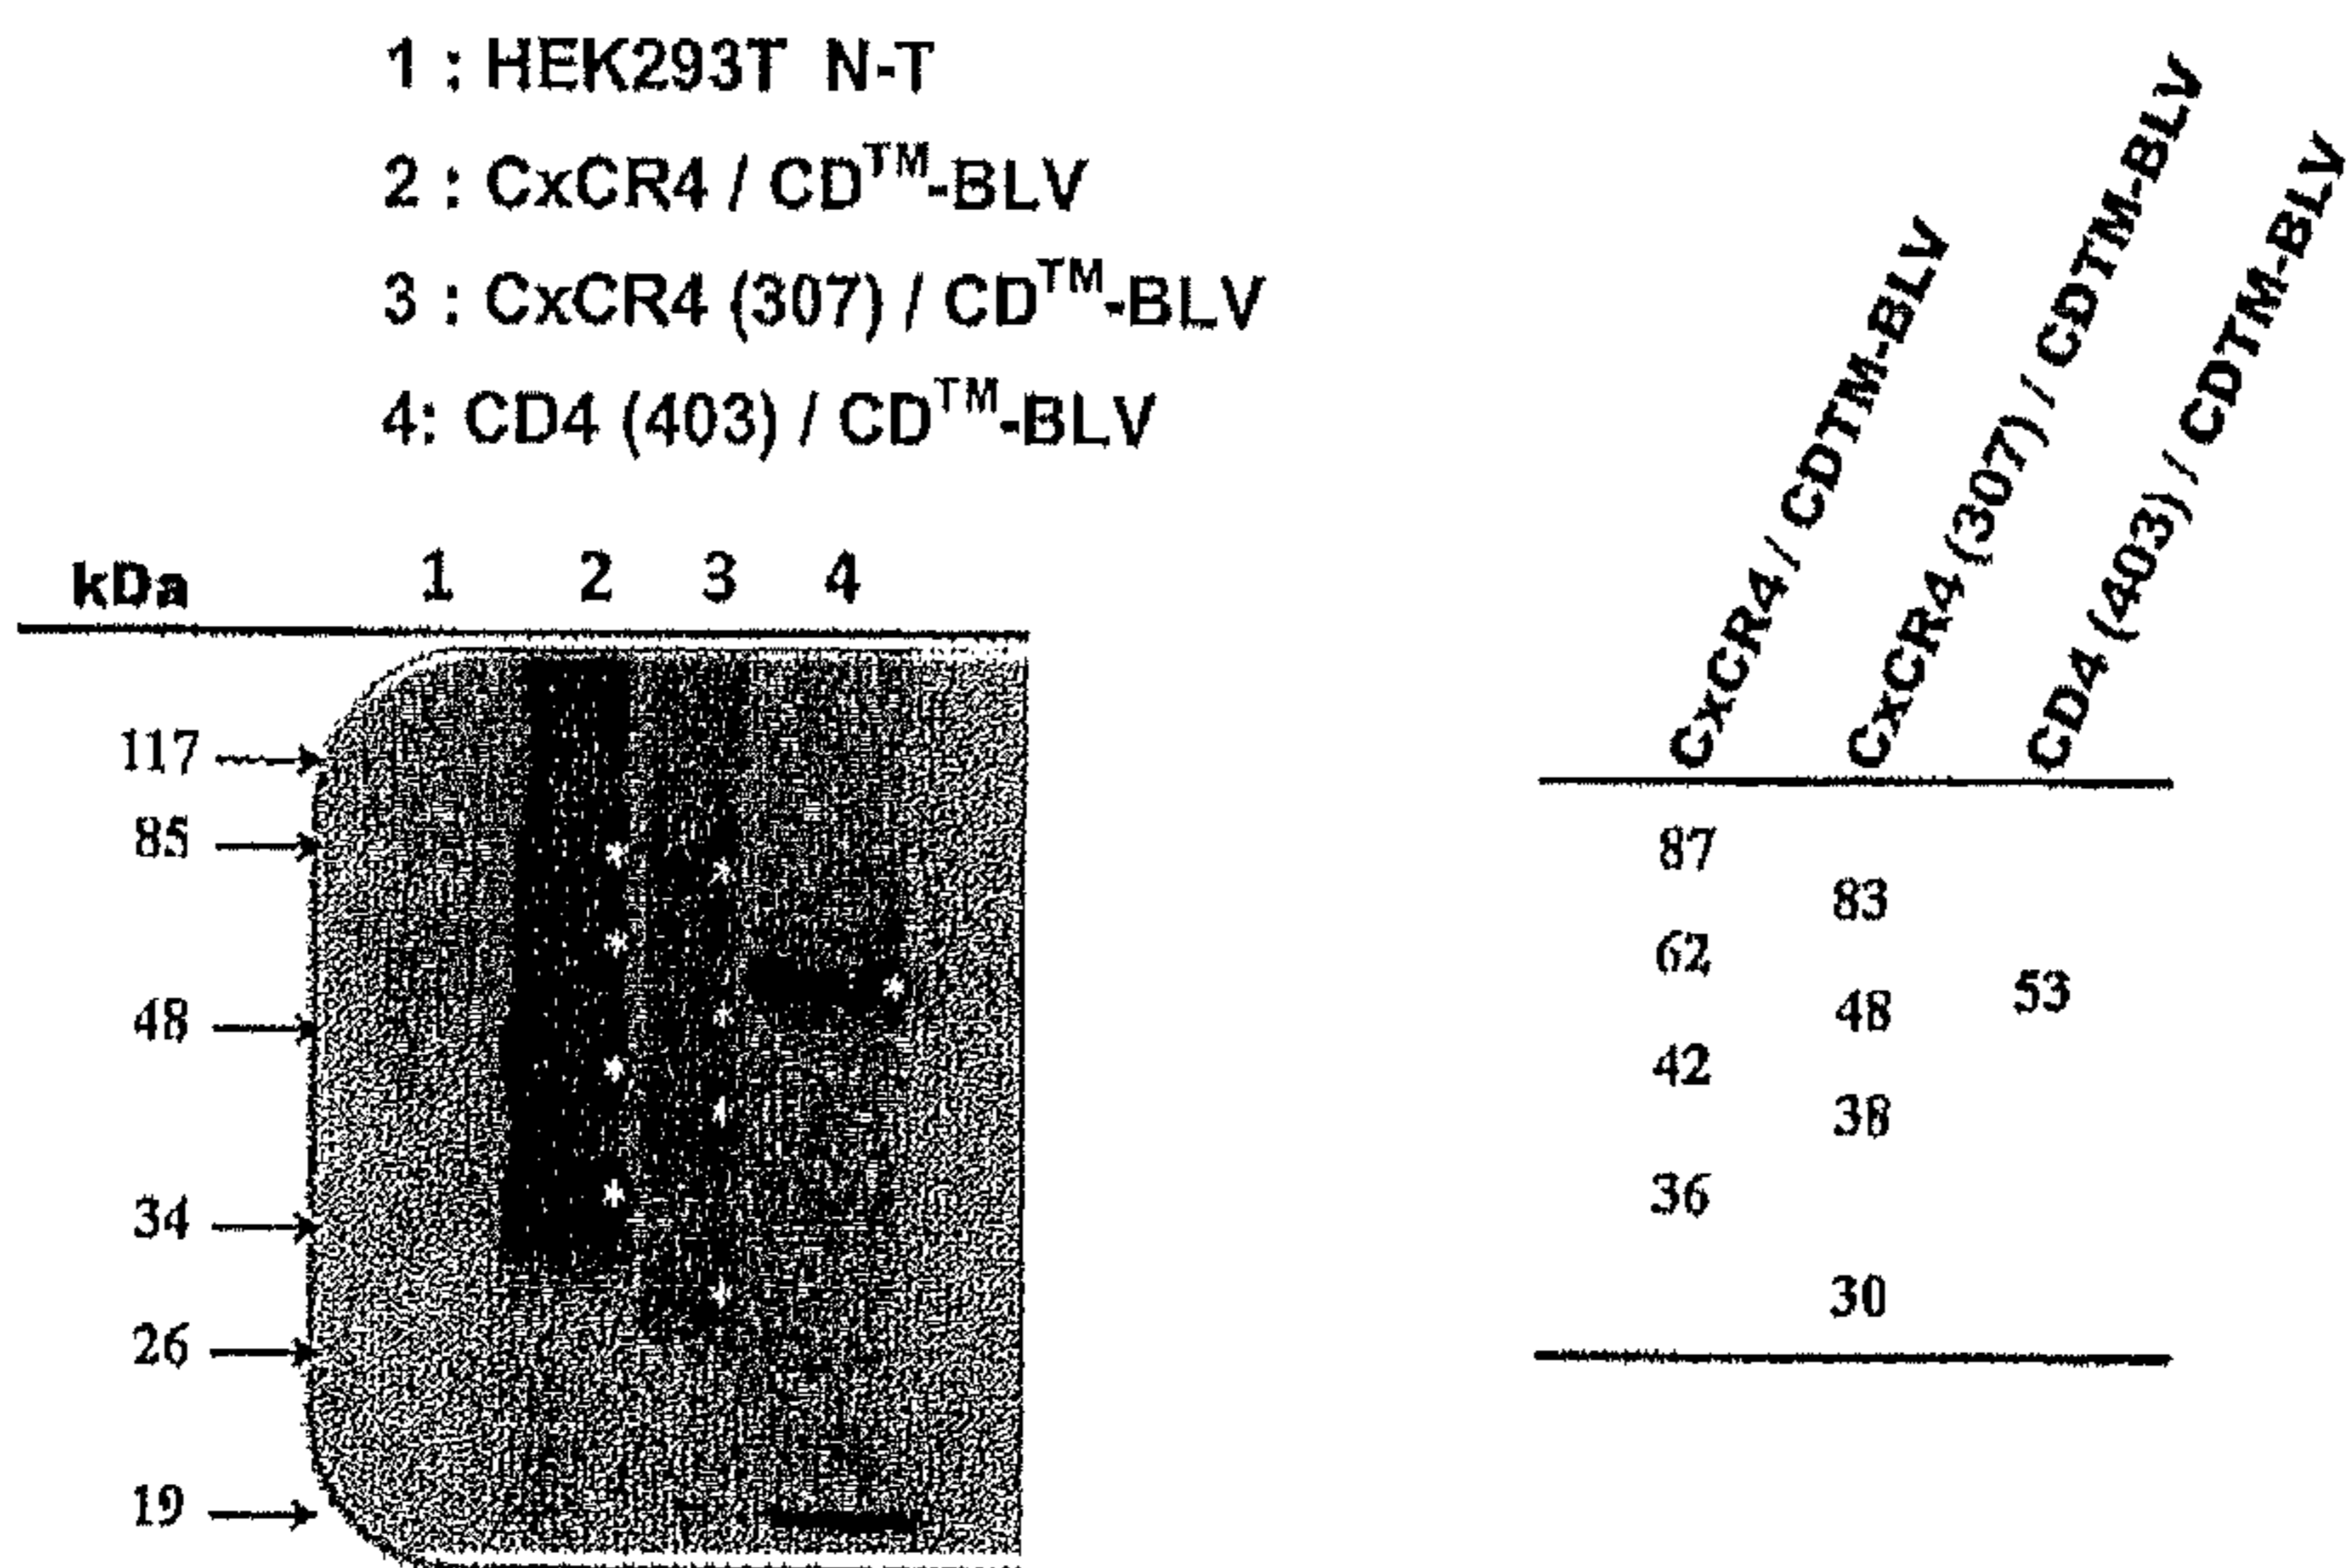 1 : HEK293T N-T
2 : CxCR4 / CD™-BLV
3 : CxCR4 (307) / CD™-BLV
4: CD4 (403) / CD™-BLV
kDa 1 2 3 4
117
85
48
34
26
19
CxCR4 / CDTM-BLV
CxCR4 (307) / CDTM-BLV
CD4 (403) / CDTM-BLV
87
83
62
53
48
42
38
36
30